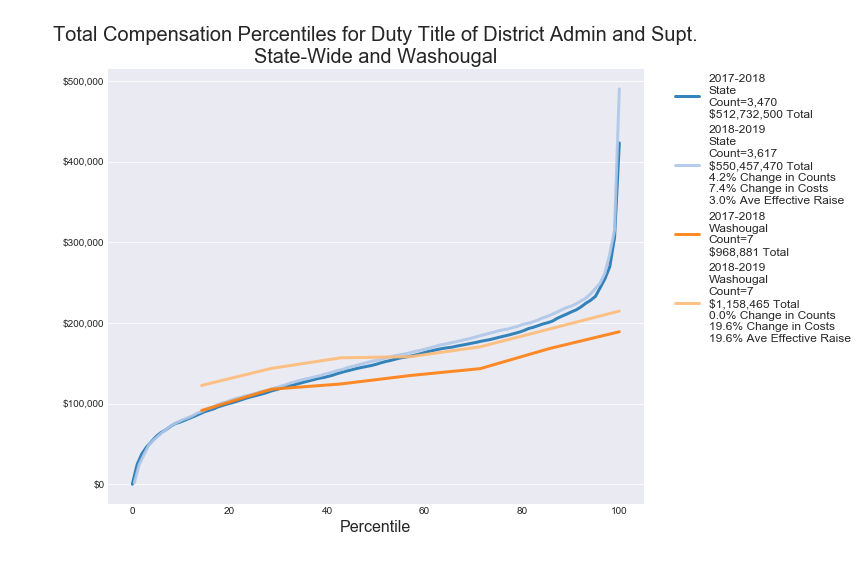 Total Compensation Percentiles for Duty Title of District Admin and Supt.
State-Wide and Washougal
$500,000
$400,000
$300,000
$200,000
$100,000
$0
0
20
40
60
80
100
Percentile
2017-2018
State
Count=3,470
$512,732,500 Total
2018-2019
State
Count=3,617
$550,457,470 Total
4.2% Change in Counts
7.4% Change in Costs
3.0% Ave Effective Raise
2017-2018
Washougal
Count=7
$968,881 Total
2018-2019
Washougal
Count=7
$1,158,465 Total
0.0% Change in Counts
19.6% Change in Costs
19.6% Ave Effective Raise